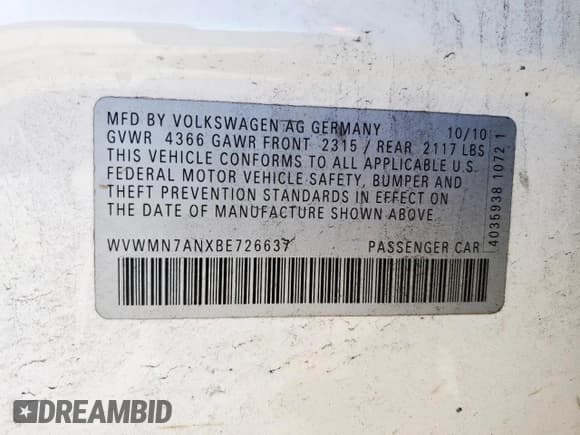 MFD BY VOLKSWAGEN AG GERMANY 10/10
GVWR 4366 GAWR FRONT 2315 / REAR 2117 LBS
THIS VEHICLE CONFORMS TO ALL APPLICABLE U.S.
FEDERAL MOTOR VEHICLE SAFETY, BUMPER AND
THEFT PREVENTION STANDARDS IN EFFECT ON
THE DATE OF MANUFACTURE SHOWN ABOVE.
WVWMN7ANXBE726637 PASSENGER CAR
4035938 1072 1
DREAMBID